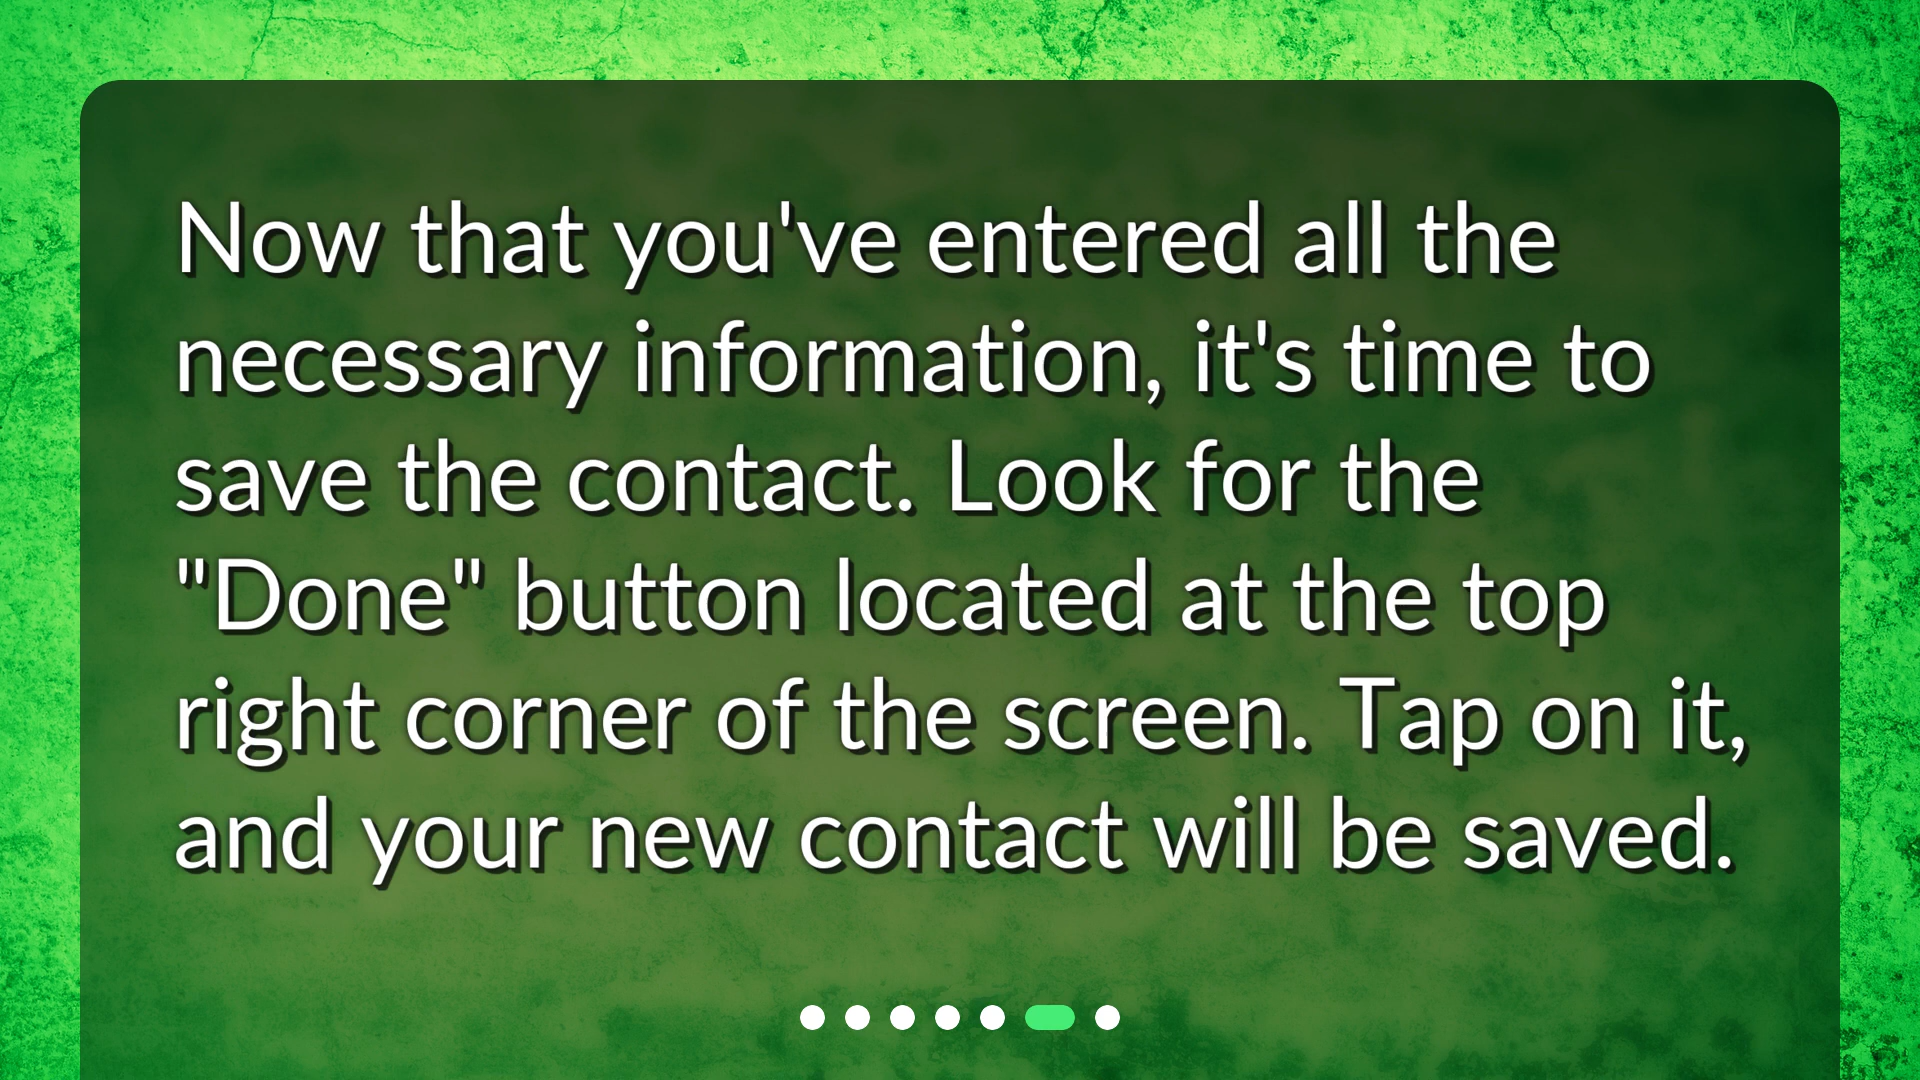 Now that you've entered all the
necessary information, it's time to
save the contact. Look for the
"Done" button located at the top
right corner of the screen. Tap on it,
and your new contact will be saved.